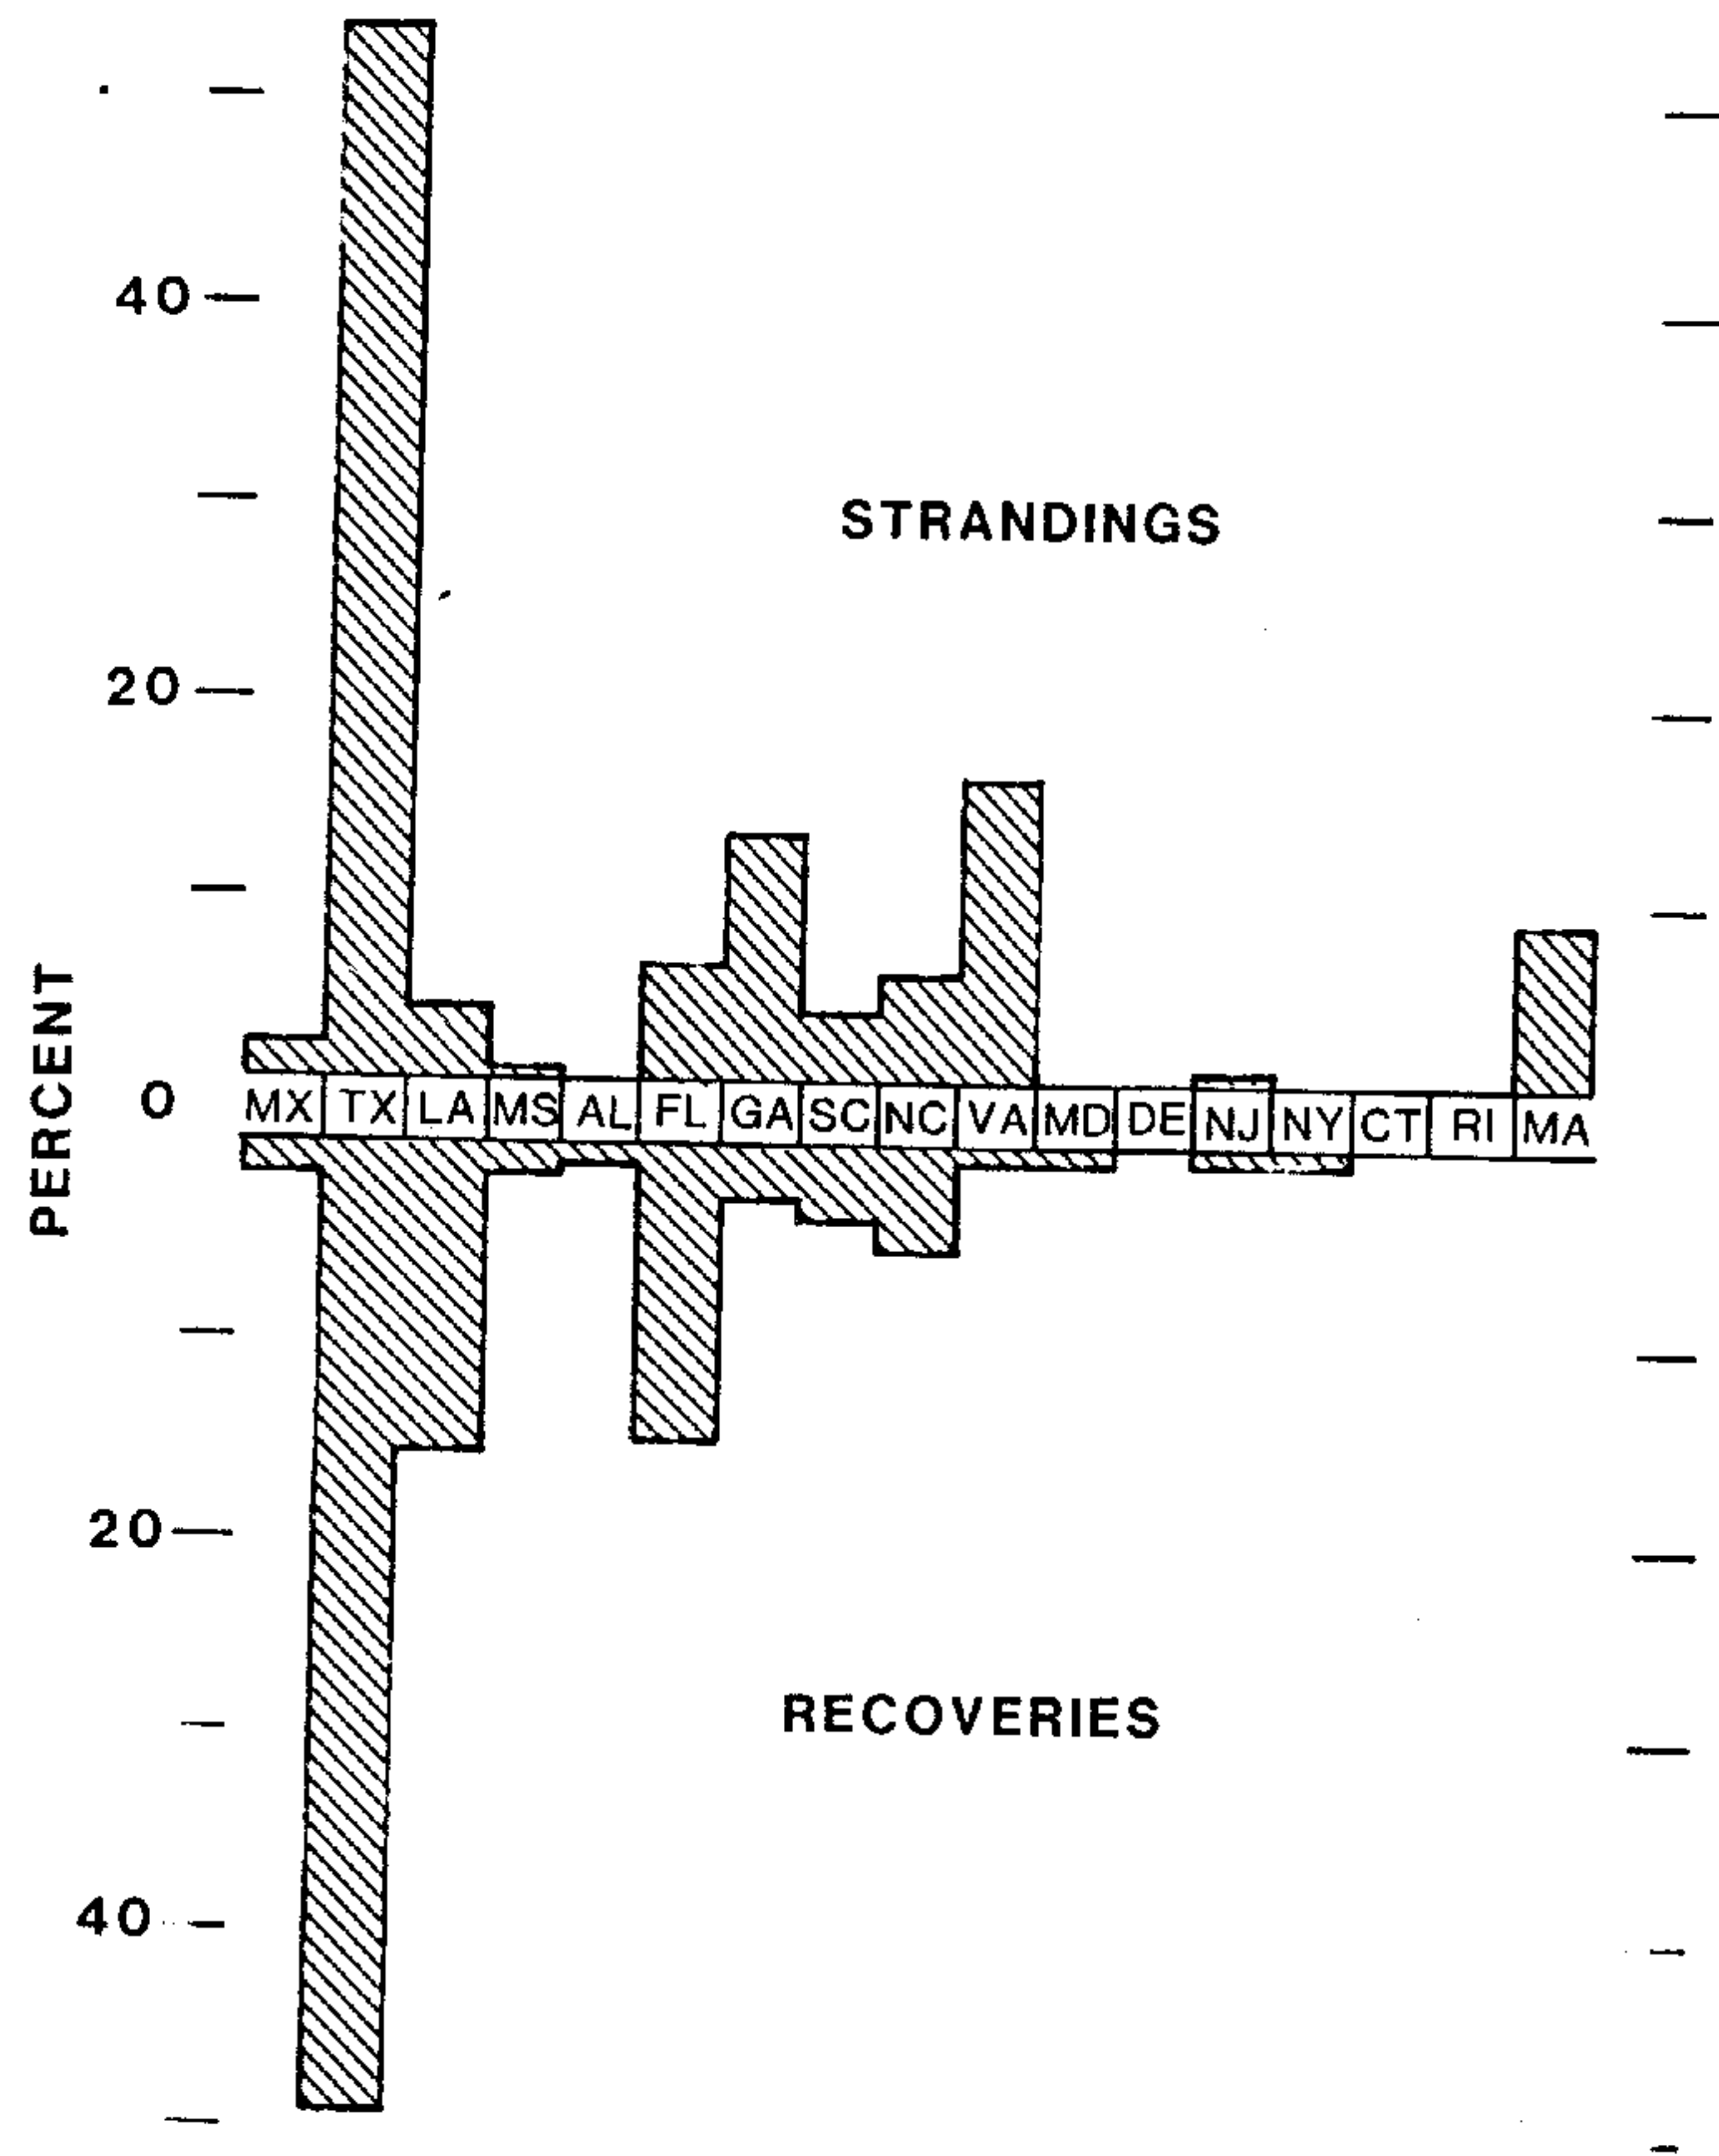 40
STRANDINGS
20
PERCENT
0 MX TX LA MS AL FL GA SC NC VA MD DE NJ NY CT RI MA
20
RECOVERIES
40